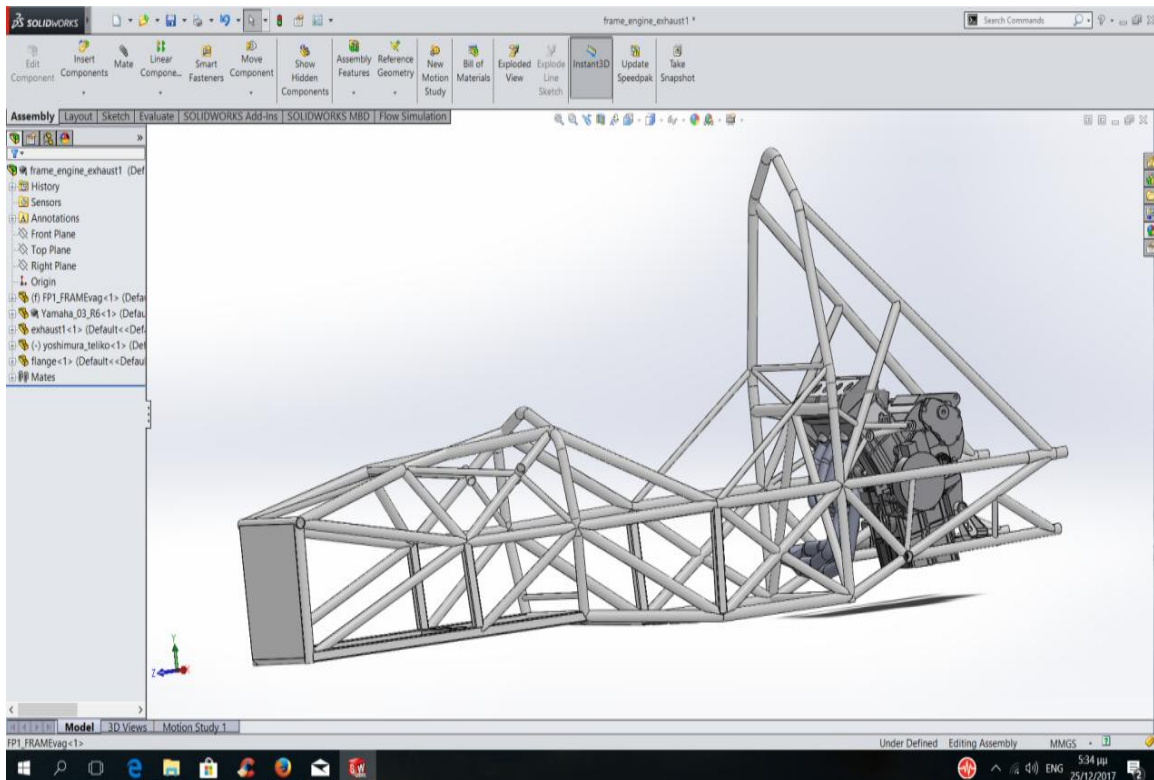 SOLIDWORKS
frame_engine_exhaust1 *
Search Commands
Edit Component
Insert Components
Mate
Linear Compone...
Smart Fasteners
Move Component
Show Hidden Components
Assembly Features
Reference Geometry
New Motion Study
Bill of Materials
Exploded View
Explode Line Sketch
Instant3D
Update Speedpak
Take Snapshot
Assembly Layout Sketch Evaluate SOLIDWORKS Add-Ins SOLIDWORKS MBD Flow Simulation
frame_engine_exhaust1 (Def
History
Sensors
Annotations
Front Plane
Top Plane
Right Plane
Origin
(f) FP1_FRAMEvag<1> (Defau
Yamaha_03_R6<1> (Defau
exhaust1<1> (Default<<Def
(-) yoshimura_teliko<1> (Def
flange<1> (Default<<Defaul
Mates
Y
Z
Model 3D Views Motion Study 1
FP1_FRAMEvag<1>
Under Defined Editing Assembly MMGS
ENG
5:34 μμ
25/12/2017